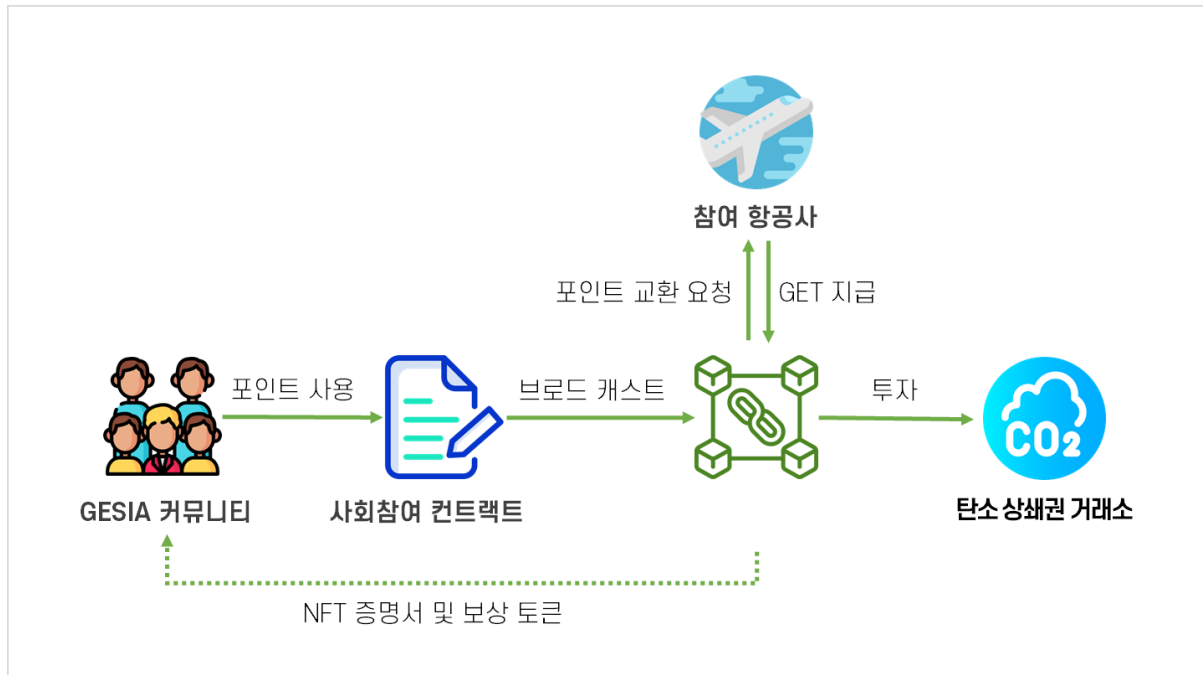 참여 항공사
포인트 교환 요청
GET 지급
포인트 사용
브로드 캐스트
투자
CO2
GESIA 커뮤니티
사회참여 컨트랙트
탄소 상쇄권 거래소
NFT 증명서 및 보상 토큰